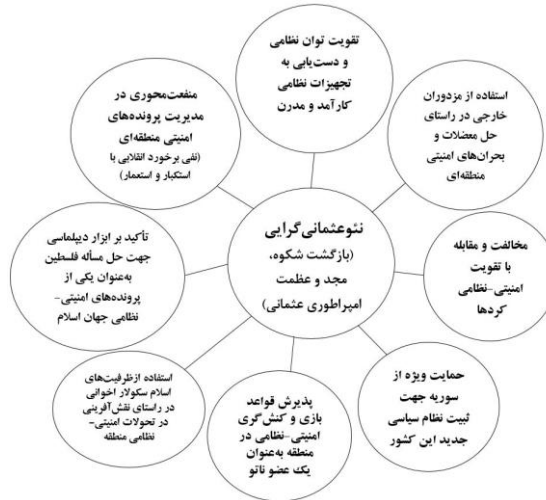 تقویت توان نظامی
و دست‌یابی به
تجهیزات نظامی
کارآمد و مدرن
استفاده از مزدوران
خارجی در راستای
حل معضلات و
بحران‌های امنیتی
منطقه‌ای
مخالفت و مقابله
با تقویت
امنیتی-نظامی
کردها
حمایت ویژه از
سوریه جهت
تثبیت نظام سیاسی
جدید این کشور
پذیرش قواعد
بازی و کنش‌گری
امنیتی-نظامی در
منطقه به‌عنوان
یک عضو ناتو
استفاده ازظرفیت‌های
اسلام سکولار اخوانی
در راستای نقش‌آفرینی
در تحولات امنیتی-
نظامی منطقه
تأکید بر ابزار دیپلماسی
جهت حل مسأله فلسطین
به‌عنوان یکی از
پرونده‌های امنیتی-
نظامی جهان اسلام
منفعت‌محوری در
مدیریت پرونده‌های
امنیتی منطقه‌ای
(نفی برخورد انقلابی با
استکبار و استعمار)
نئوعثمانی‌گرایی
(بازگشت شکوه،
مجد و عظمت
امپراطوری عثمانی)